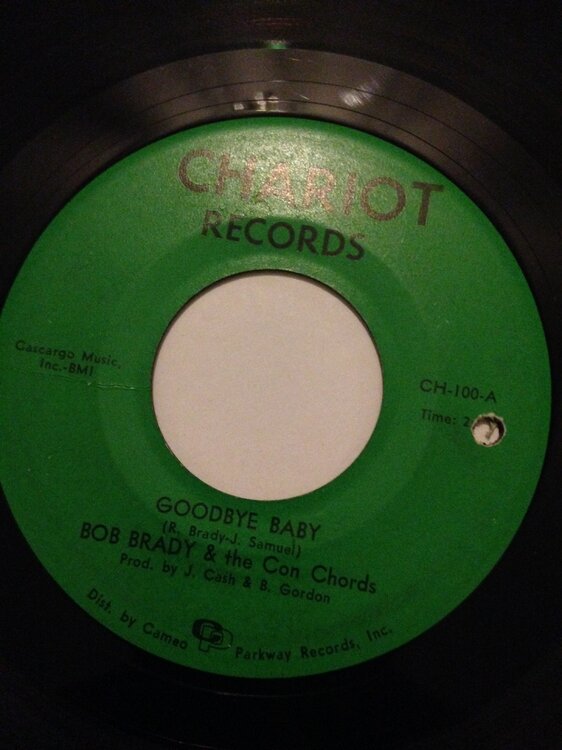 CHARIOT
RECORDS
Cascargo Music,
Inc.-BMI
CH-100-A
Time: 2
GOODBYE BABY
(R. Brady-J. Samuel)
BOB BRADY & the Con Chords
Prod. by J. Cash & B. Gordon
Dist. by Cameo CP Parkway Records, Inc.